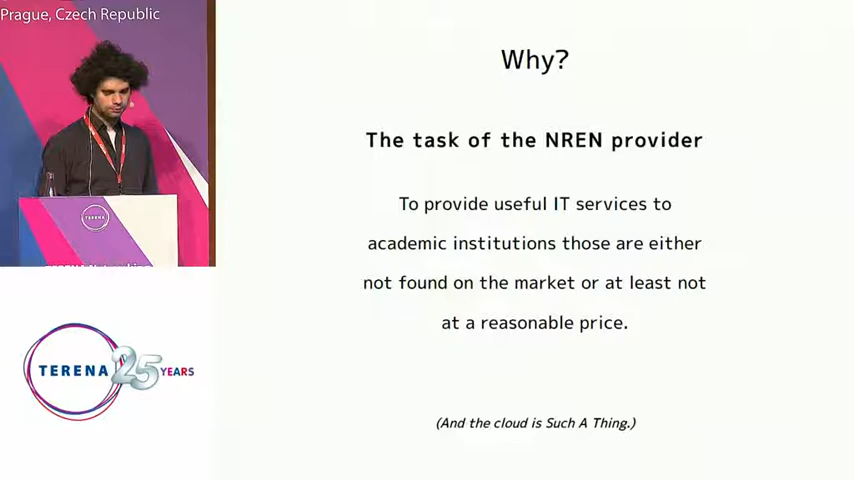 Prague, Czech Republic
TERENA
TERENA 25 YEARS
Why?
The task of the NREN provider
To provide useful IT services to
academic institutions those are either
not found on the market or at least not
at a reasonable price.
(And the cloud is Such A Thing.)